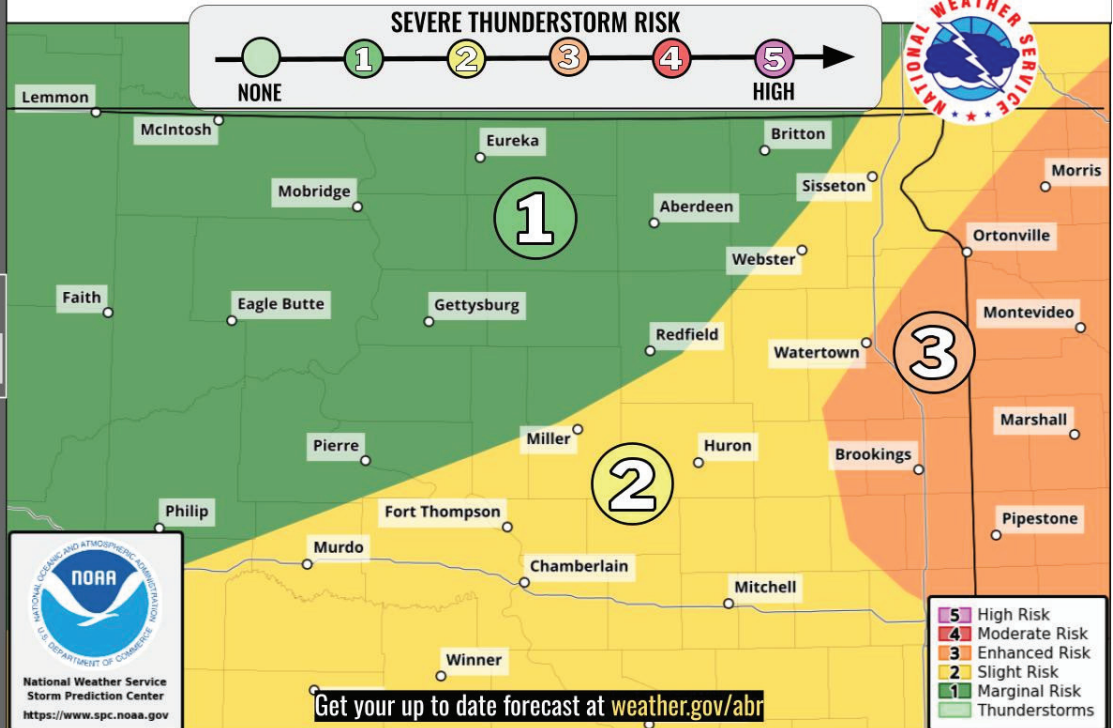 SEVERE THUNDERSTORM RISK
1
2
3
4
5
NONE
HIGH
NATIONAL WEATHER SERVICE
Lemmon
McIntosh
Eureka
Britton
Morris
Sisseton
Mobridge
1
Aberdeen
Ortonville
Webster
Faith
Eagle Butte
Gettysburg
Montevideo
Redfield
Watertown
3
Marshall
Miller
Pierre
Huron
Brookings
2
Philip
Fort Thompson
Pipestone
Murdo
Chamberlain
Mitchell
Winner
NATIONAL OCEANIC AND ATMOSPHERIC ADMINISTRATION
NOAA
U.S. DEPARTMENT OF COMMERCE
National Weather Service
Storm Prediction Center
https://www.spc.noaa.gov
5 High Risk
4 Moderate Risk
3 Enhanced Risk
2 Slight Risk
1 Marginal Risk
Thunderstorms
Get your up to date forecast at weather.gov/abr